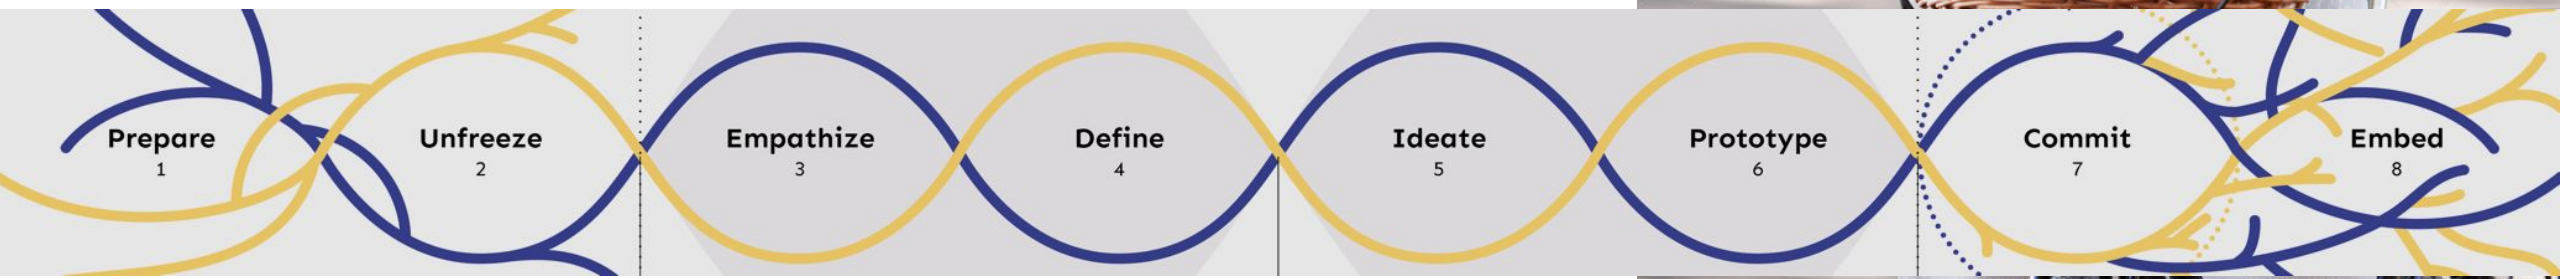 Prepare
1
Unfreeze
2
Empathize
3
Define
4
Ideate
5
Prototype
6
Commit
7
Embed
8